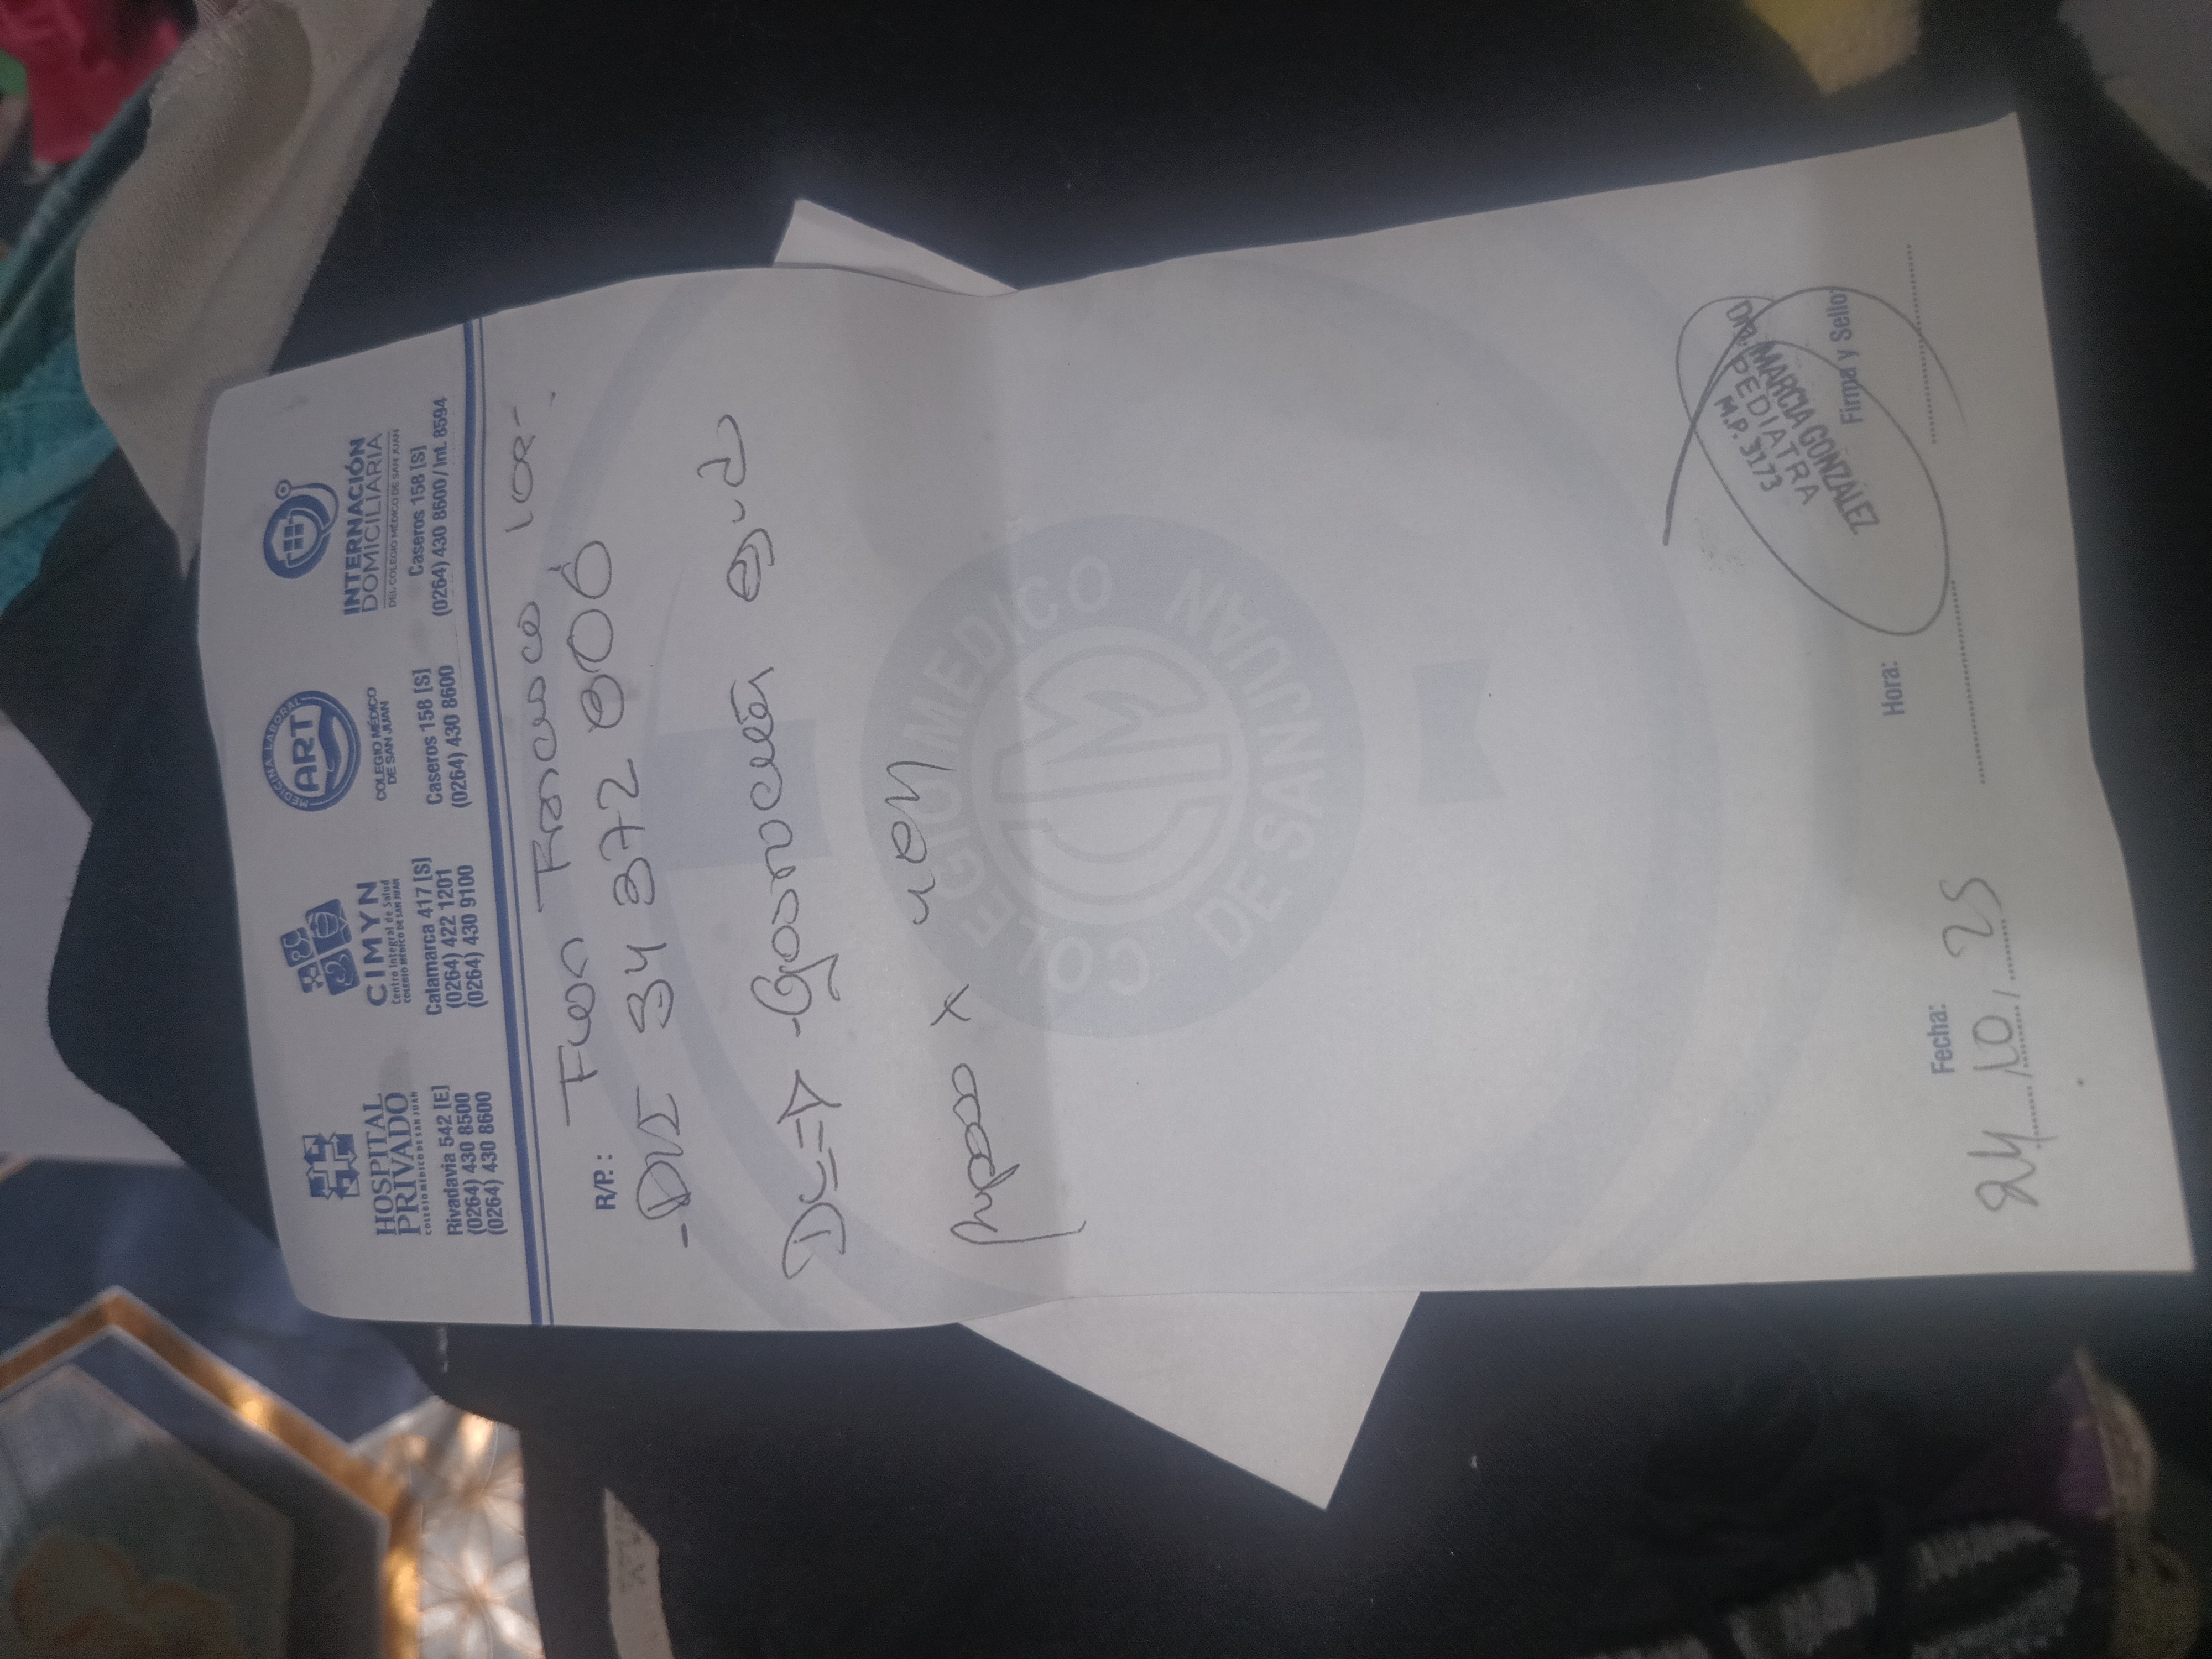 HOSPITAL PRIVADO
COLEGIO MÉDICO DE SAN JUAN
Rivadavia 542 [E]
(0264) 430 8500
(0264) 430 8600
CIMYN
Centro Integral de Salud
COLEGIO MÉDICO DE SAN JUAN
Catamarca 417 [S]
(0264) 422 1201
(0264) 430 9100
MEDICINA LABORAL
ART
COLEGIO MÉDICO DE SAN JUAN
Caseros 158 [S]
(0264) 430 8600
INTERNACIÓN DOMICILIARIA
DEL COLEGIO MÉDICO DE SAN JUAN
Caseros 158 [S]
(0264) 430 8600 / Int. 8594
R/P.:
-DNI 34
reposo x
COLEGIO MEDICO DE SAN JUAN
CM
DRA. MARCIA GONZALEZ
PEDIATRA
M.P. 3173
Fecha:
24, 10, 25
Hora:
Firma y Sello: